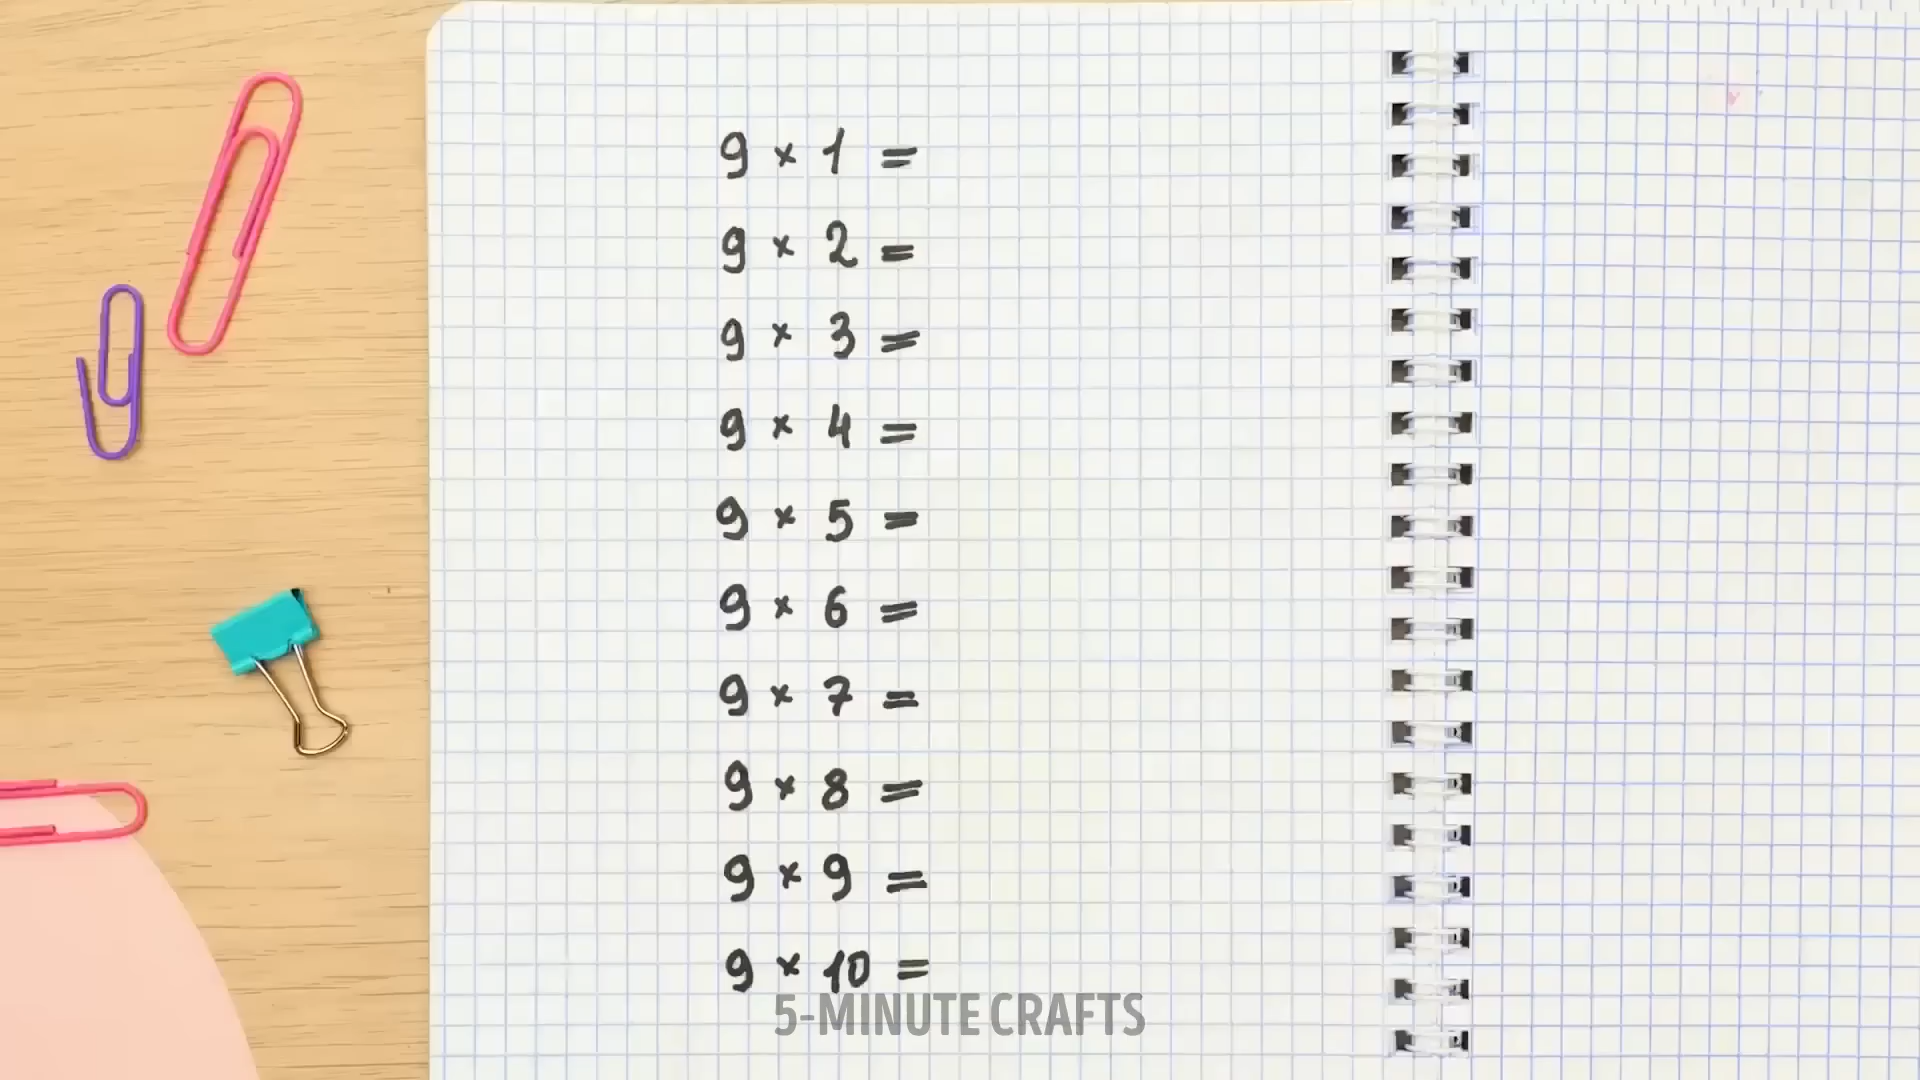 9 × 1 =
9 × 2 =
9 × 3 =
9 × 4 =
9 × 5 =
9 × 6 =
9 × 7 =
9 × 8 =
9 × 9 =
9 × 10 =
5-MINUTE CRAFTS